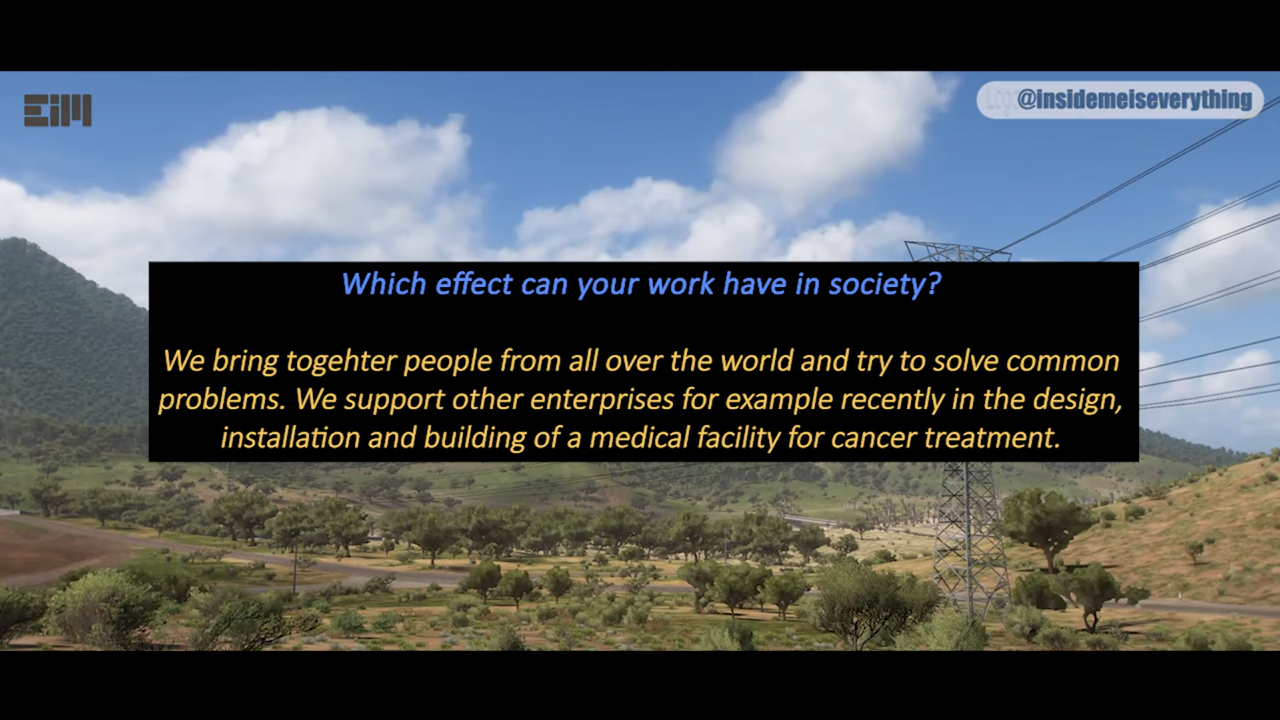 EiM
@insidemeiseverything
Which effect can your work have in society?
We bring togehter people from all over the world and try to solve common
problems. We support other enterprises for example recently in the design,
installation and building of a medical facility for cancer treatment.